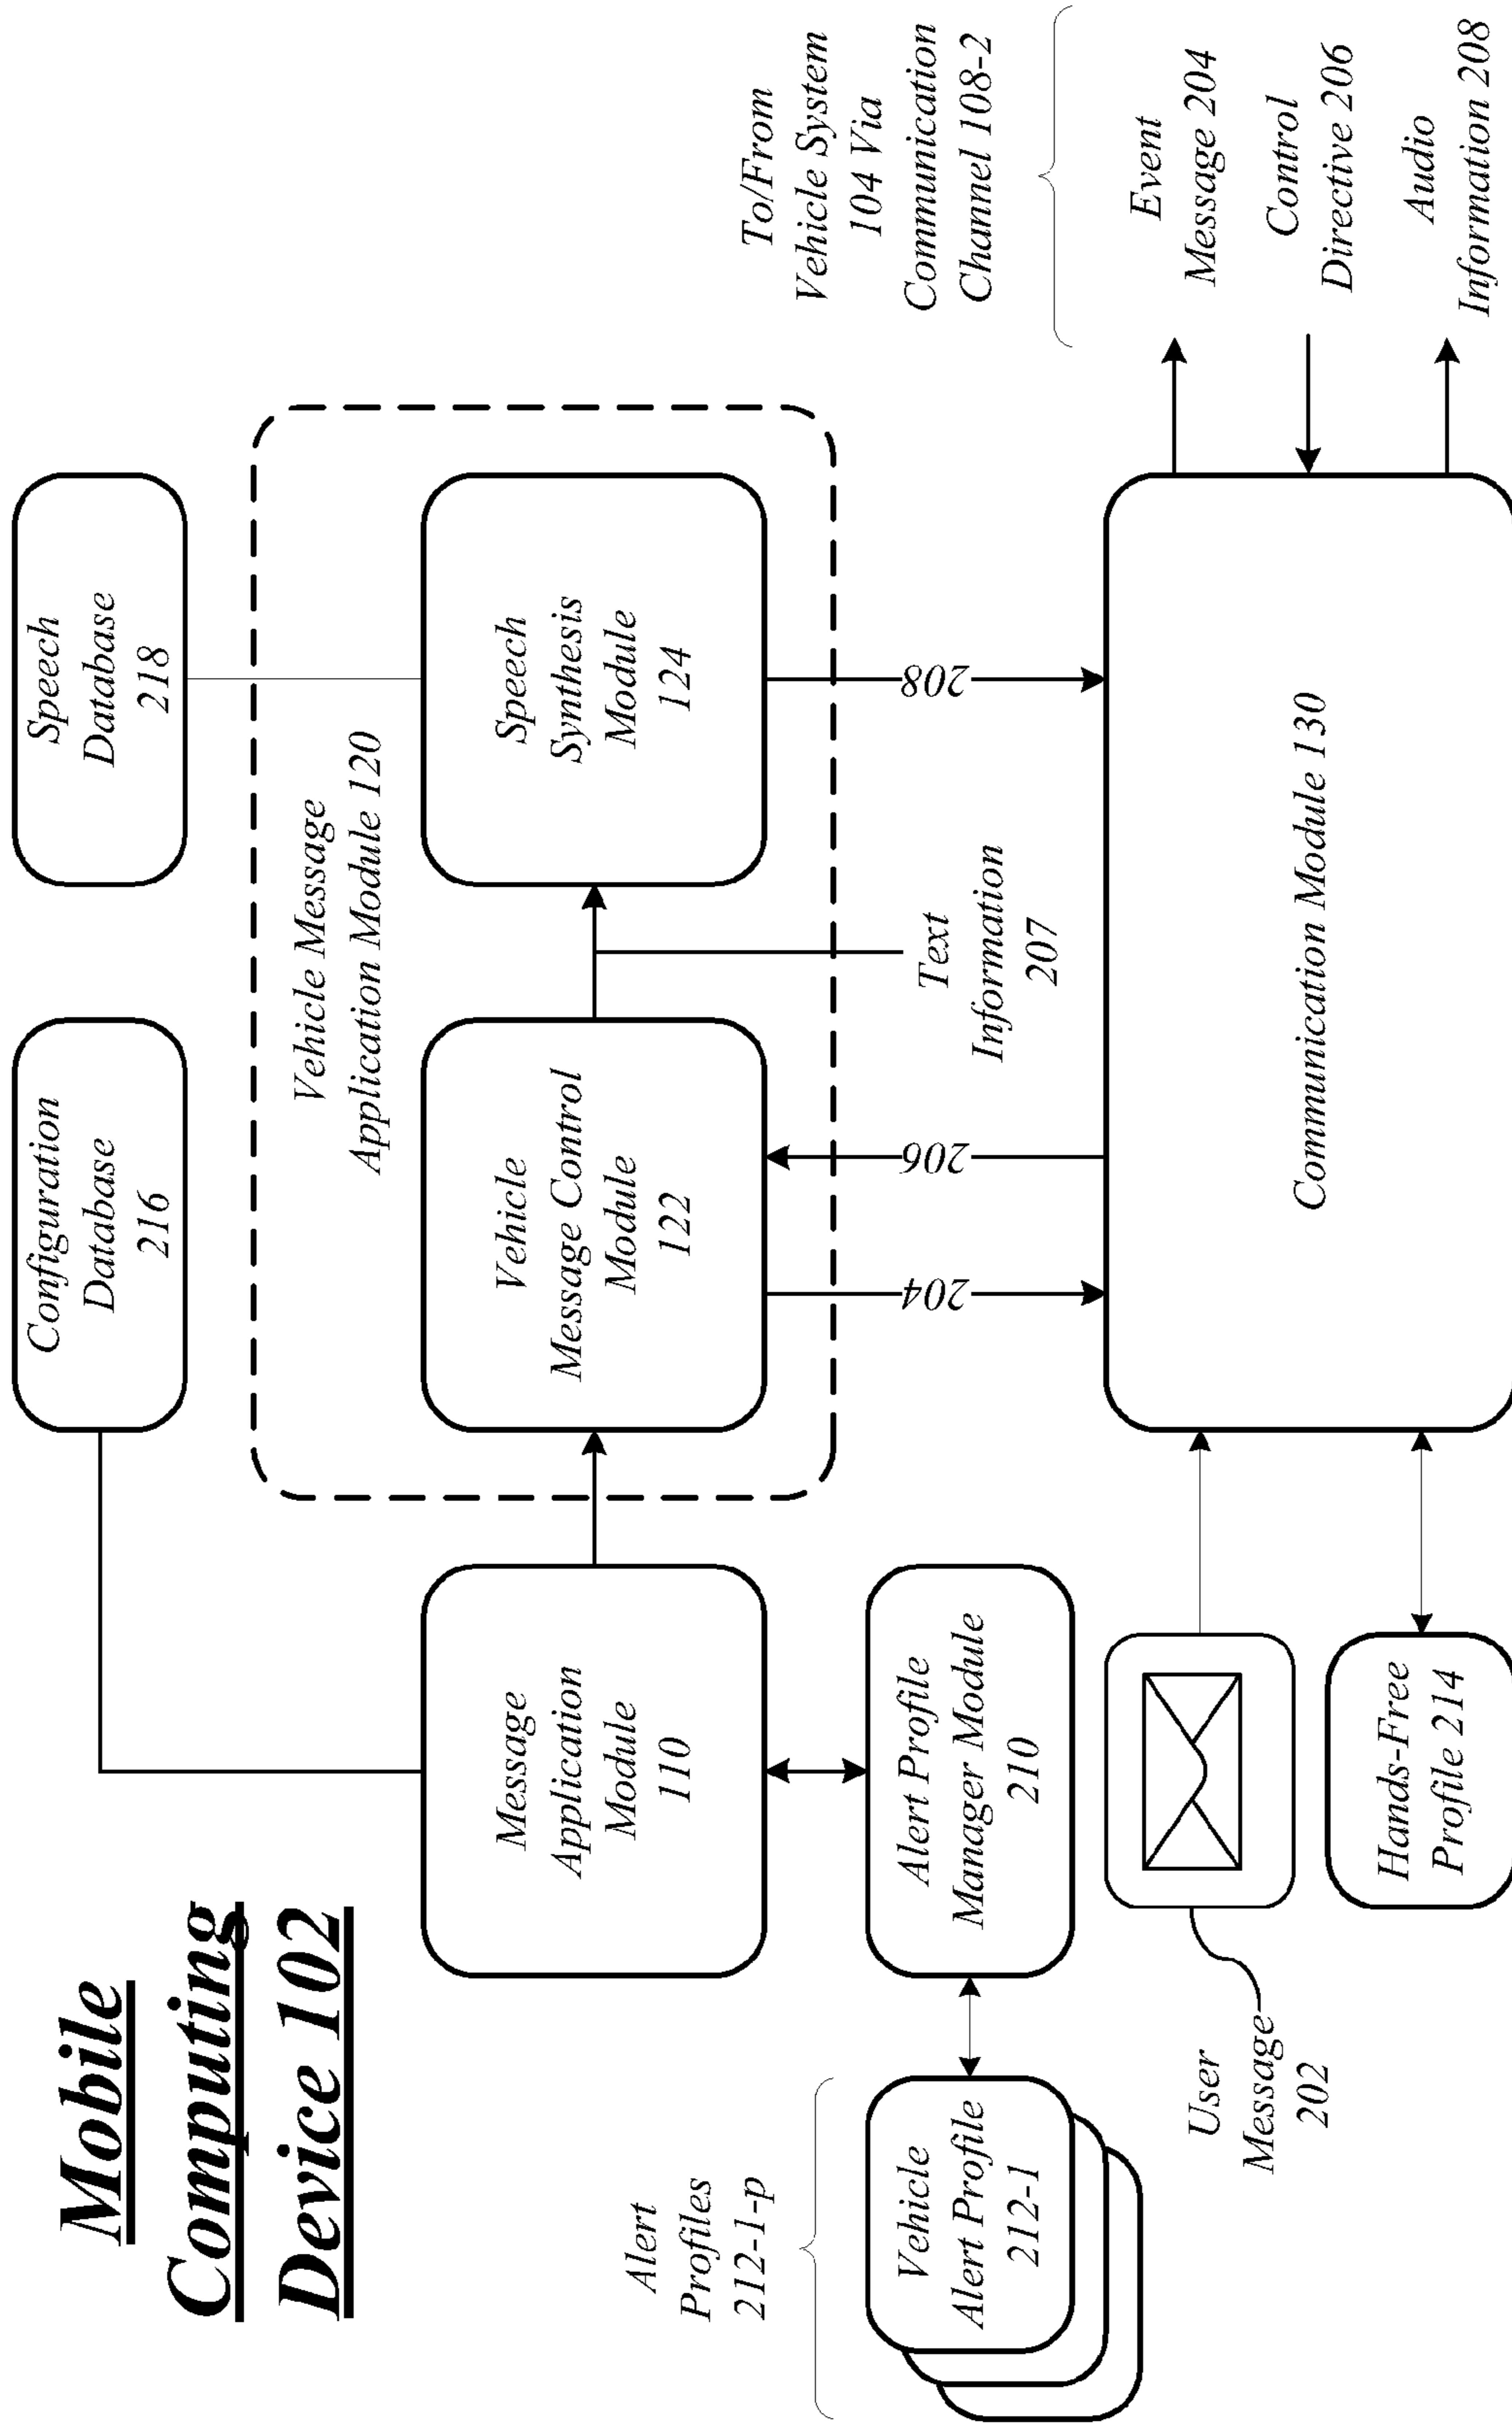 Mobile
Computing
Device 102
Configuration
Database
216
Speech
Database
218
Vehicle Message
Application Module 120
Message
Application
Module
110
Vehicle
Message Control
Module
122
Speech
Synthesis
Module
124
To/From
Vehicle System
104 Via
Communication
Channel 108-2
Alert
Profiles
212-1-p
Vehicle
Alert Profile
212-1
Alert Profile
Manager Module
210
204
206
Text
Information
207
208
User
Message
202
Hands-Free
Profile 214
Communication Module 130
Event
Message 204
Control
Directive 206
Audio
Information 208